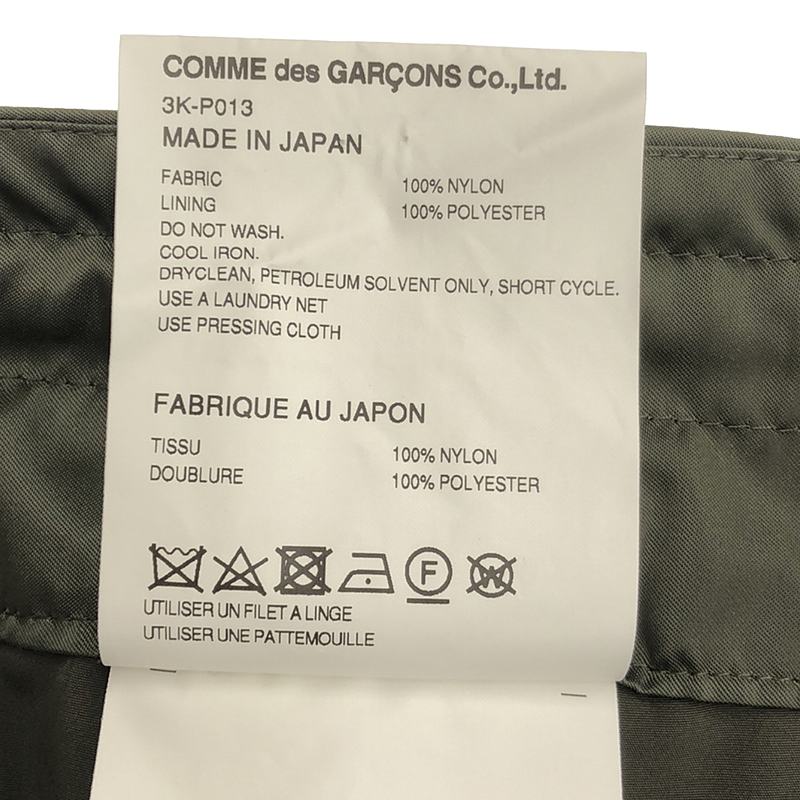 COMME des GARÇONS Co.,Ltd.
3K-P013
MADE IN JAPAN
FABRIC 100% NYLON
LINING 100% POLYESTER
DO NOT WASH.
COOL IRON.
DRYCLEAN, PETROLEUM SOLVENT ONLY, SHORT CYCLE.
USE A LAUNDRY NET
USE PRESSING CLOTH
FABRIQUE AU JAPON
TISSU 100% NYLON
DOUBLURE 100% POLYESTER
F W
UTILISER UN FILET A LINGE
UTILISER UNE PATTEMOUILLE